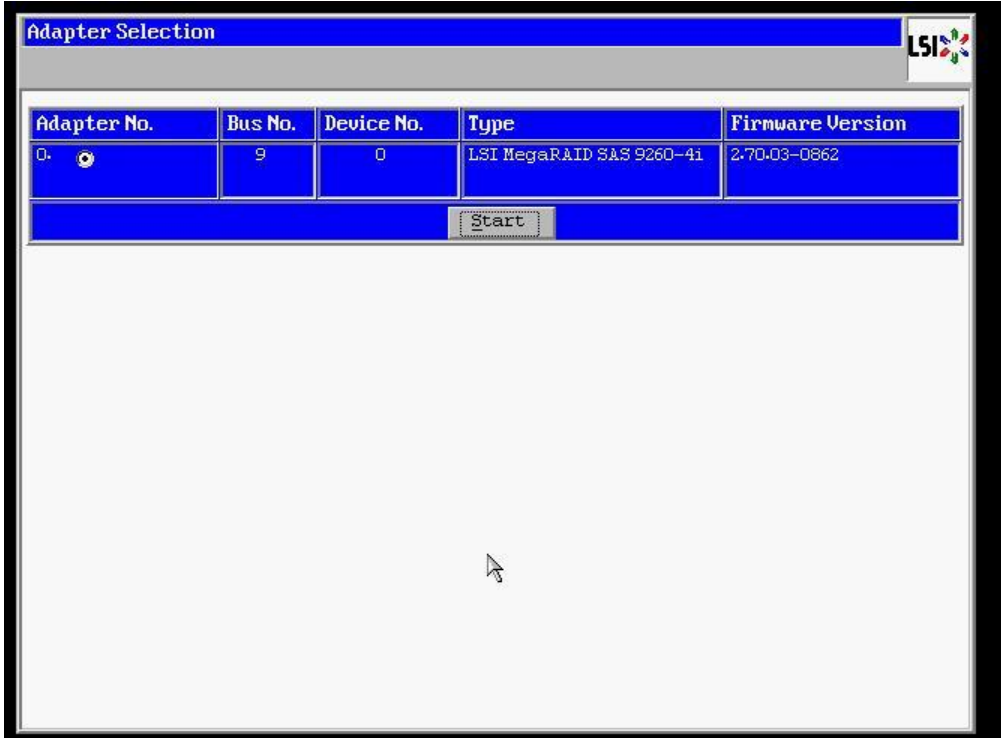 Adapter Selection
LSI
Adapter No. Bus No. Device No. Type Firmware Version
0. 9 0 LSI MegaRAID SAS 9260-4i 2.70.03-0862
Start